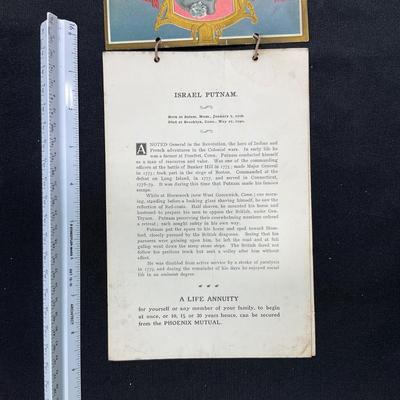 ISRAEL PUTNAM.
Born at Salem, Mass., January 7, 1718.
Died at Brooklyn, Conn., May 19, 1790.
A NOTED General in the Revolution, the hero of Indian and
French adventures in the Colonial wars. In early life he
was a farmer at Pomfret, Conn. Putnam conducted himself
as a man of resources and valor. Was one of the commanding
officers at the battle of Bunker Hill in 1775; made Major General in
1775; took part in the siege of Boston. Commanded at the
defeat on Long Island, in 1777, and served in Connecticut,
1778-79. It was during this time that Putnam made his famous
escape.
While at Horseneck (now West Greenwich, Conn.) one morning,
standing before a looking glass shaving himself, he saw the
reflection of Red-coats. Half shaven, he mounted his horse and
hastened to prepare his men to oppose the British, under Gen.
Tryon. Putnam perceiving their overwhelming numbers ordered
a retreat; each sought safety in his own way.
Putnam put spurs to his horse and sped toward Stamford,
closely pursued by the British dragoons. Seeing that his
pursuers were gaining upon him, he left the road and at full
gallop went down the steep stone steps. The British dared not
follow his perilous track but sent a volley after him without
effect.
He was disabled from active service by a stroke of paralysis
in 1779, and during the remainder of his days he enjoyed social
life in an eminent degree.
A LIFE ANNUITY
for yourself or any member of your family, to begin
at once, or 10, 15 or 20 years hence, can be secured
from the PHOENIX MUTUAL.